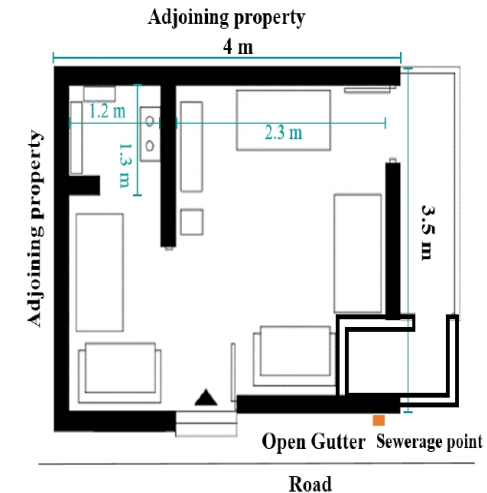 Adjoining property
4 m
Adjoining property
1.2 m
1.3 m
2.3 m
3.5 m
Open Gutter
Sewerage point
Road